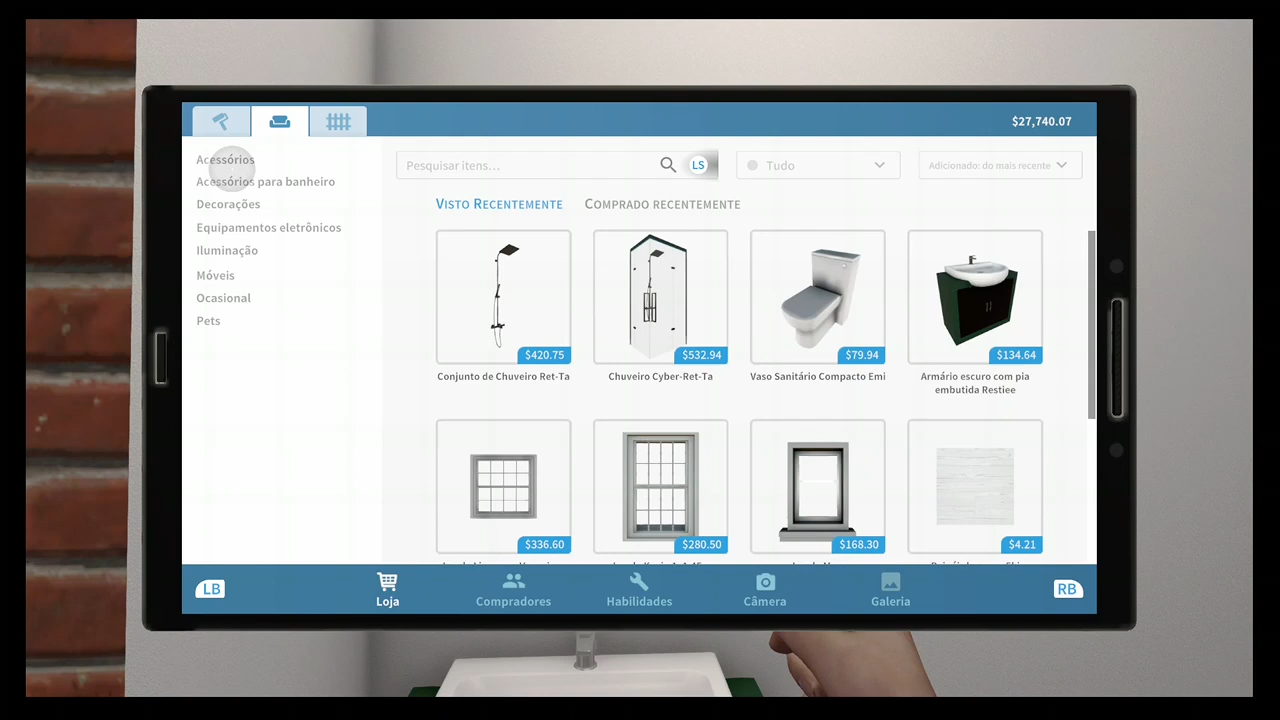 $27,740.07
Acessórios
Acessórios para banheiro
Decorações
Equipamentos eletrônicos
Iluminação
Móveis
Ocasional
Pets
Pesquisar itens...
LS
Tudo
Adicionado: do mais recente
Visto Recentemente
Comprado recentemente
$420.75
$532.94
$79.94
$134.64
Conjunto de Chuveiro Ret-Ta
Chuveiro Cyber-Ret-Ta
Vaso Sanitário Compacto Emi
Armário escuro com pia
embutida Restiee
$336.60
$280.50
$168.30
$4.21
LB
Loja
Compradores
Habilidades
Câmera
Galeria
RB